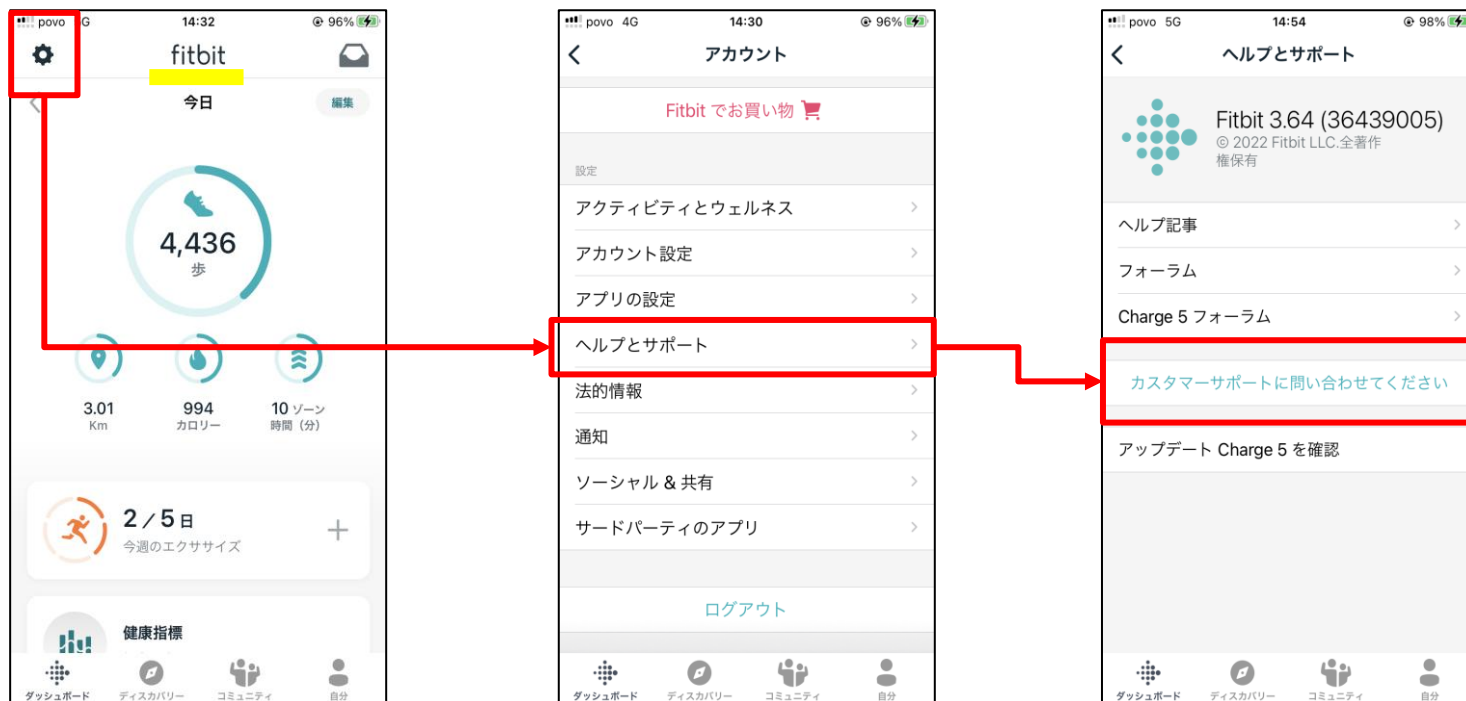 povo 5G 14:32 96%
fitbit
今日
編集
4,436
歩
3.01
Km
994
カロリー
10 ゾーン
時間（分）
2 / 5 日
今週のエクササイズ
健康指標
ダッシュボード ディスカバリー コミュニティ 自分
povo 4G 14:30 96%
アカウント
Fitbit でお買い物
設定
アクティビティとウェルネス
アカウント設定
アプリの設定
ヘルプとサポート
法的情報
通知
ソーシャル & 共有
サードパーティのアプリ
ログアウト
ダッシュボード ディスカバリー コミュニティ 自分
povo 5G 14:54 98%
ヘルプとサポート
Fitbit 3.64 (36439005)
© 2022 Fitbit LLC.全著作
権保有
ヘルプ記事
フォーラム
Charge 5 フォーラム
カスタマーサポートに問い合わせてください
アップデート Charge 5 を確認
ダッシュボード ディスカバリー コミュニティ 自分